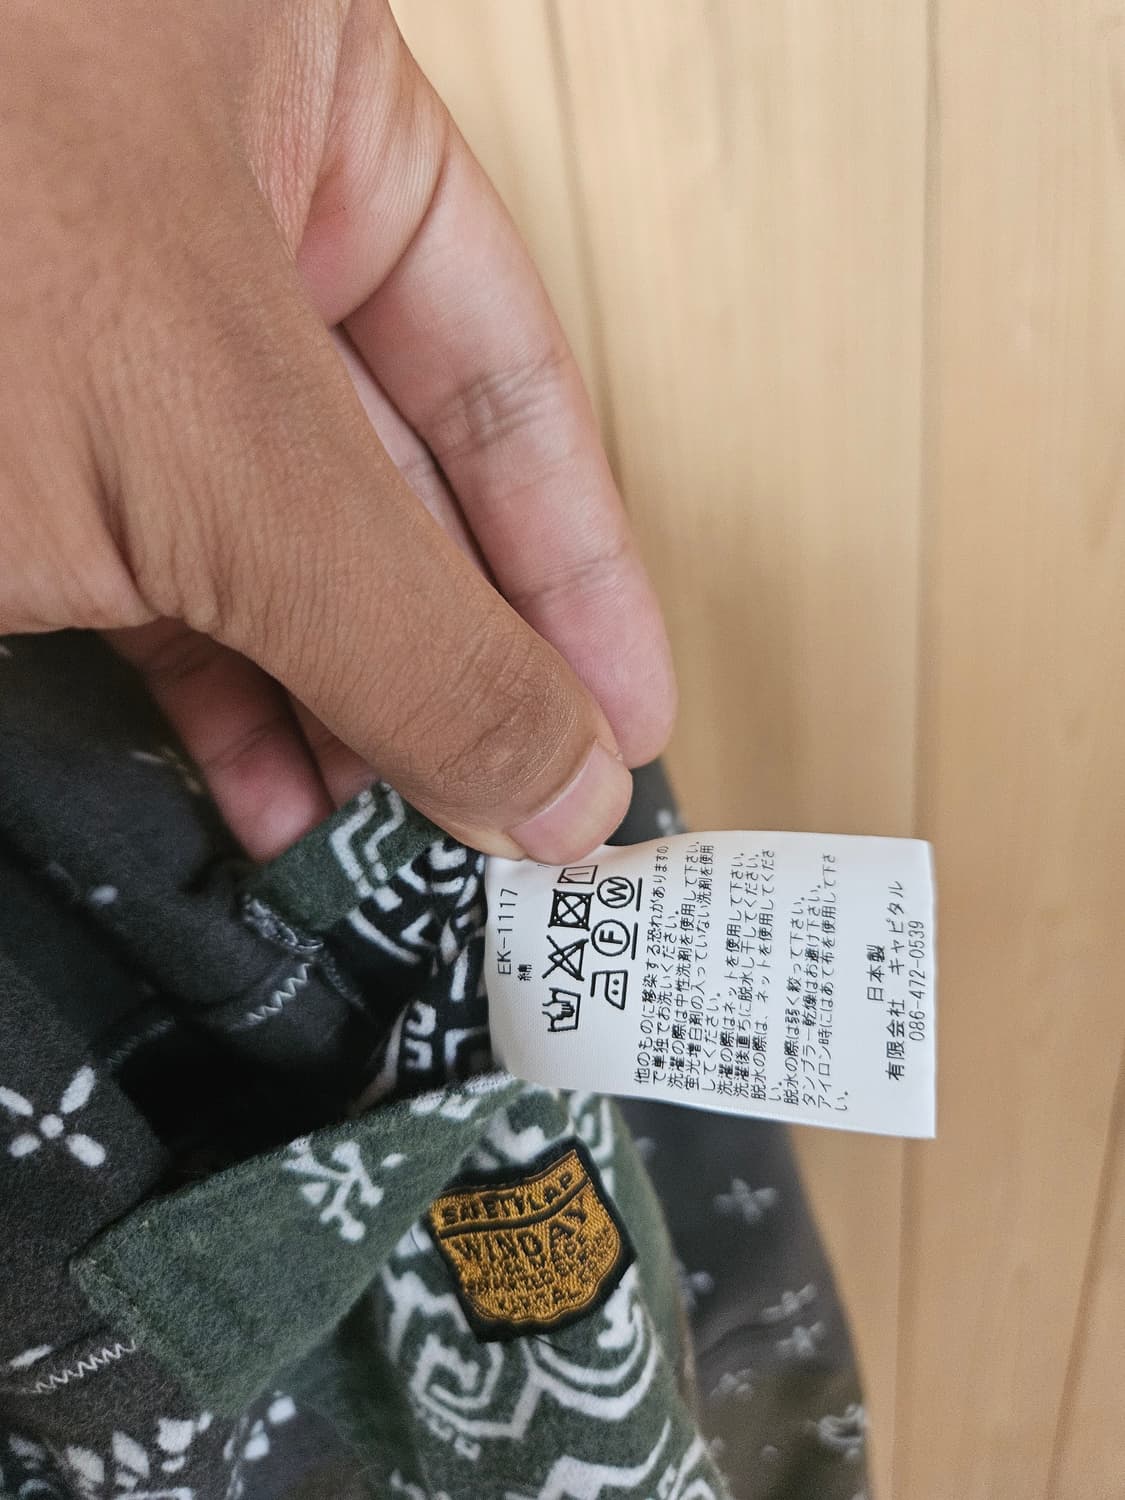 EK-1117
綿
F
W
他のものに移染する恐れがありますの
で単独でお洗いください。
洗濯の際は中性洗剤を使用して下さい。
蛍光増白剤の入っていない洗剤を使用
してください。
洗濯の際はネットを使用して下さい。
洗濯後直ちに脱水し干してください。
脱水の際は、ネットを使用してくださ
い。
脱水の際は弱く絞って下さい。
タンブラー乾燥はお避け下さい。
アイロン時にはあて布を使用して下さ
い。
日本製
有限会社 キャピタル
086-472-0539
WINDAY